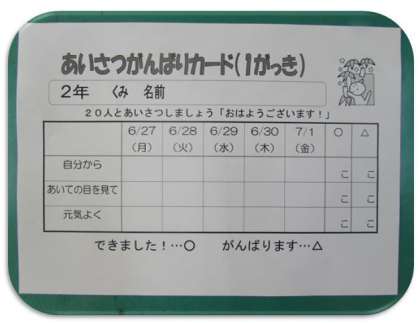 あいさつがんばりカード(1がっき)
2年 くみ 名前
20人とあいさつしましょう「おはようございます!」
6/27 6/28 6/29 6/30 7/1 ○ △
(月) (火) (水) (木) (金)
自分から こ こ
あいての目を見て こ こ
元気よく こ こ
できました!…○ がんばります…△